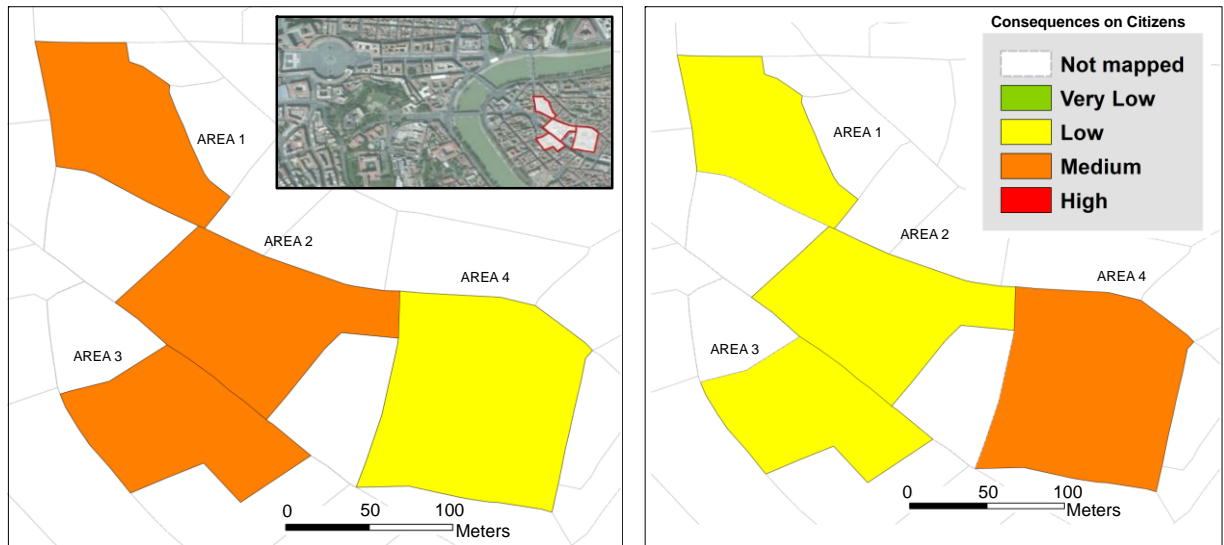 AREA 1
AREA 2
AREA 4
AREA 3
0 50 100
Meters
Consequences on Citizens
Not mapped
Very Low
Low
Medium
High
AREA 1
AREA 2
AREA 4
AREA 3
0 50 100
Meters